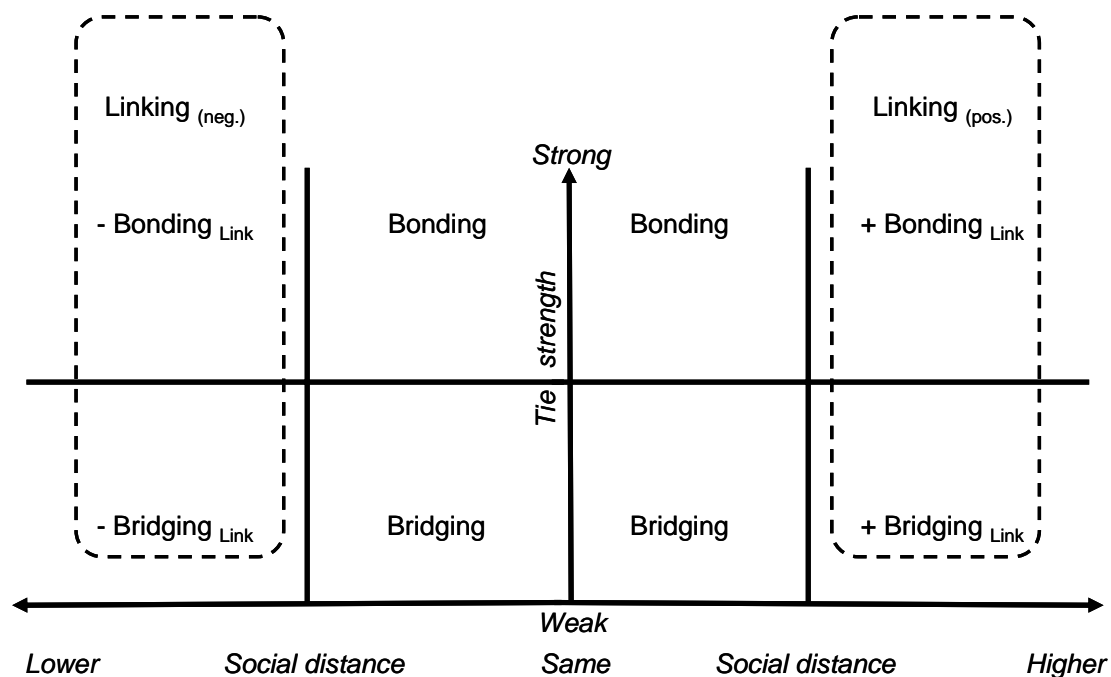 Linking (neg.)
Linking (pos.)
Strong
- Bonding Link
Bonding
Bonding
+ Bonding Link
Tie strength
- Bridging Link
Bridging
Bridging
+ Bridging Link
Weak
Lower
Social distance
Same
Social distance
Higher